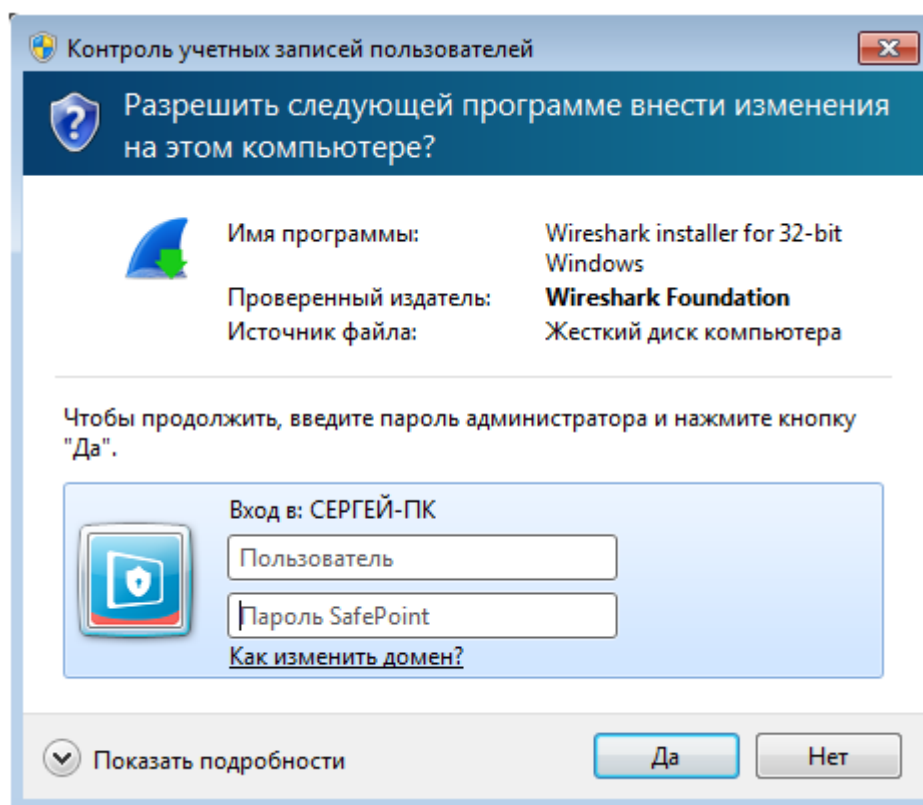 Контроль учетных записей пользователей
Разрешить следующей программе внести изменения
на этом компьютере?
Имя программы: Wireshark installer for 32-bit
Windows
Проверенный издатель: Wireshark Foundation
Источник файла: Жесткий диск компьютера
Чтобы продолжить, введите пароль администратора и нажмите кнопку
"Да".
Вход в: СЕРГЕЙ-ПК
Пользователь
Пароль SafePoint
Как изменить домен?
Показать подробности
Да
Нет